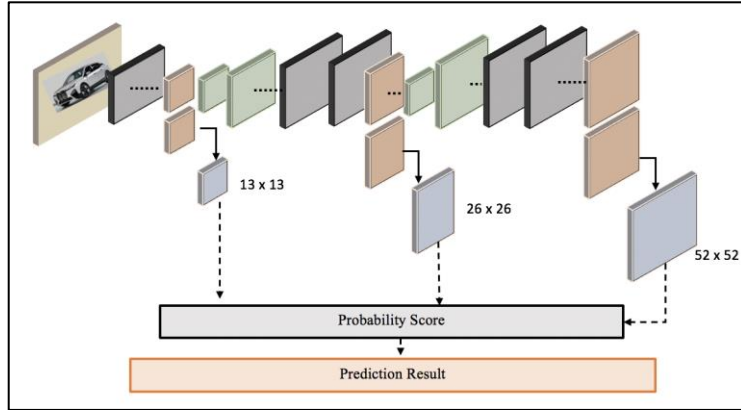 13 x 13
26 x 26
52 x 52
Probability Score
Prediction Result